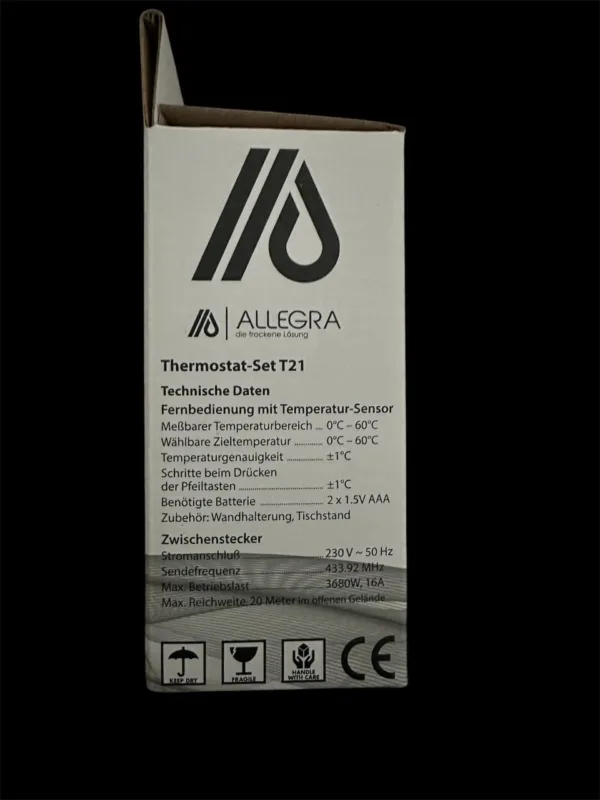 ALLEGRA
die trockene Lösung
Thermostat-Set T21
Technische Daten
Fernbedienung mit Temperatur-Sensor
Meßbarer Temperaturbereich ... 0°C – 60°C
Wählbare Zieltemperatur ............ 0°C – 60°C
Temperaturgenauigkeit ................ ±1°C
Schritte beim Drücken
der Pfeiltasten ..................................... ±1°C
Benötigte Batterie ........................... 2 x 1.5V AAA
Zubehör: Wandhalterung, Tischstand
Zwischenstecker
Stromanschluß ................................. 230 V ~ 50 Hz
Sendefrequenz ................................. 433.92 MHz
Max. Betriebslast .............................. 3680W, 16A
Max. Reichweite, 20 Meter im offenen Gelände
KEEP DRY
FRAGILE
HANDLE
WITH CARE
CE